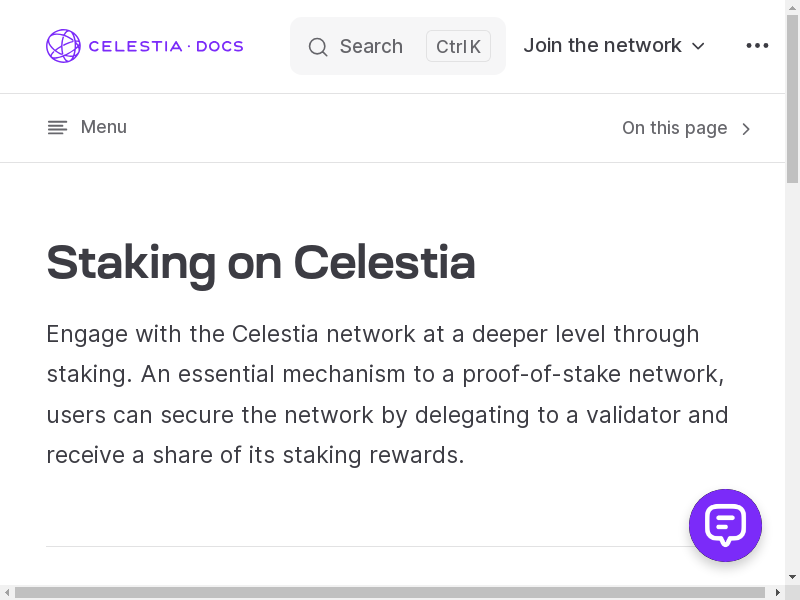 CELESTIA · DOCS
Search
Ctrl K
Join the network
Menu
On this page
Staking on Celestia
Engage with the Celestia network at a deeper level through
staking. An essential mechanism to a proof-of-stake network,
users can secure the network by delegating to a validator and
receive a share of its staking rewards.